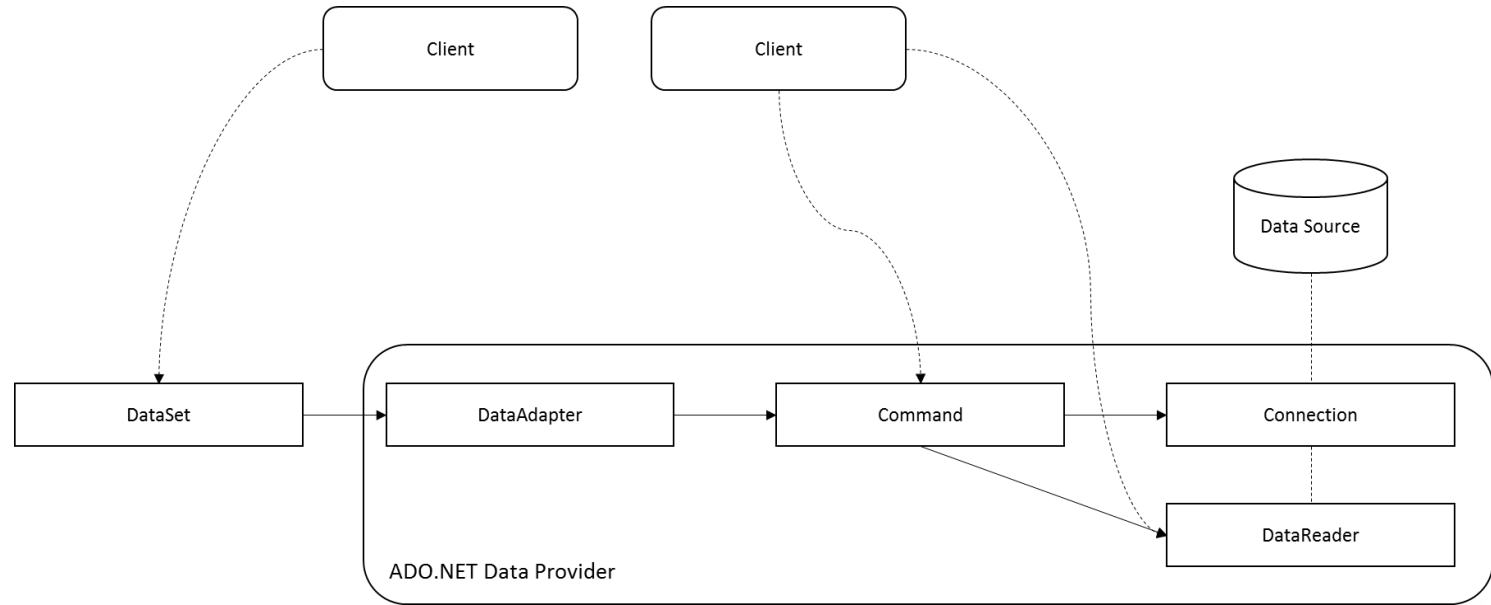 Client
Client
Data Source
DataSet
DataAdapter
Command
Connection
DataReader
ADO.NET Data Provider